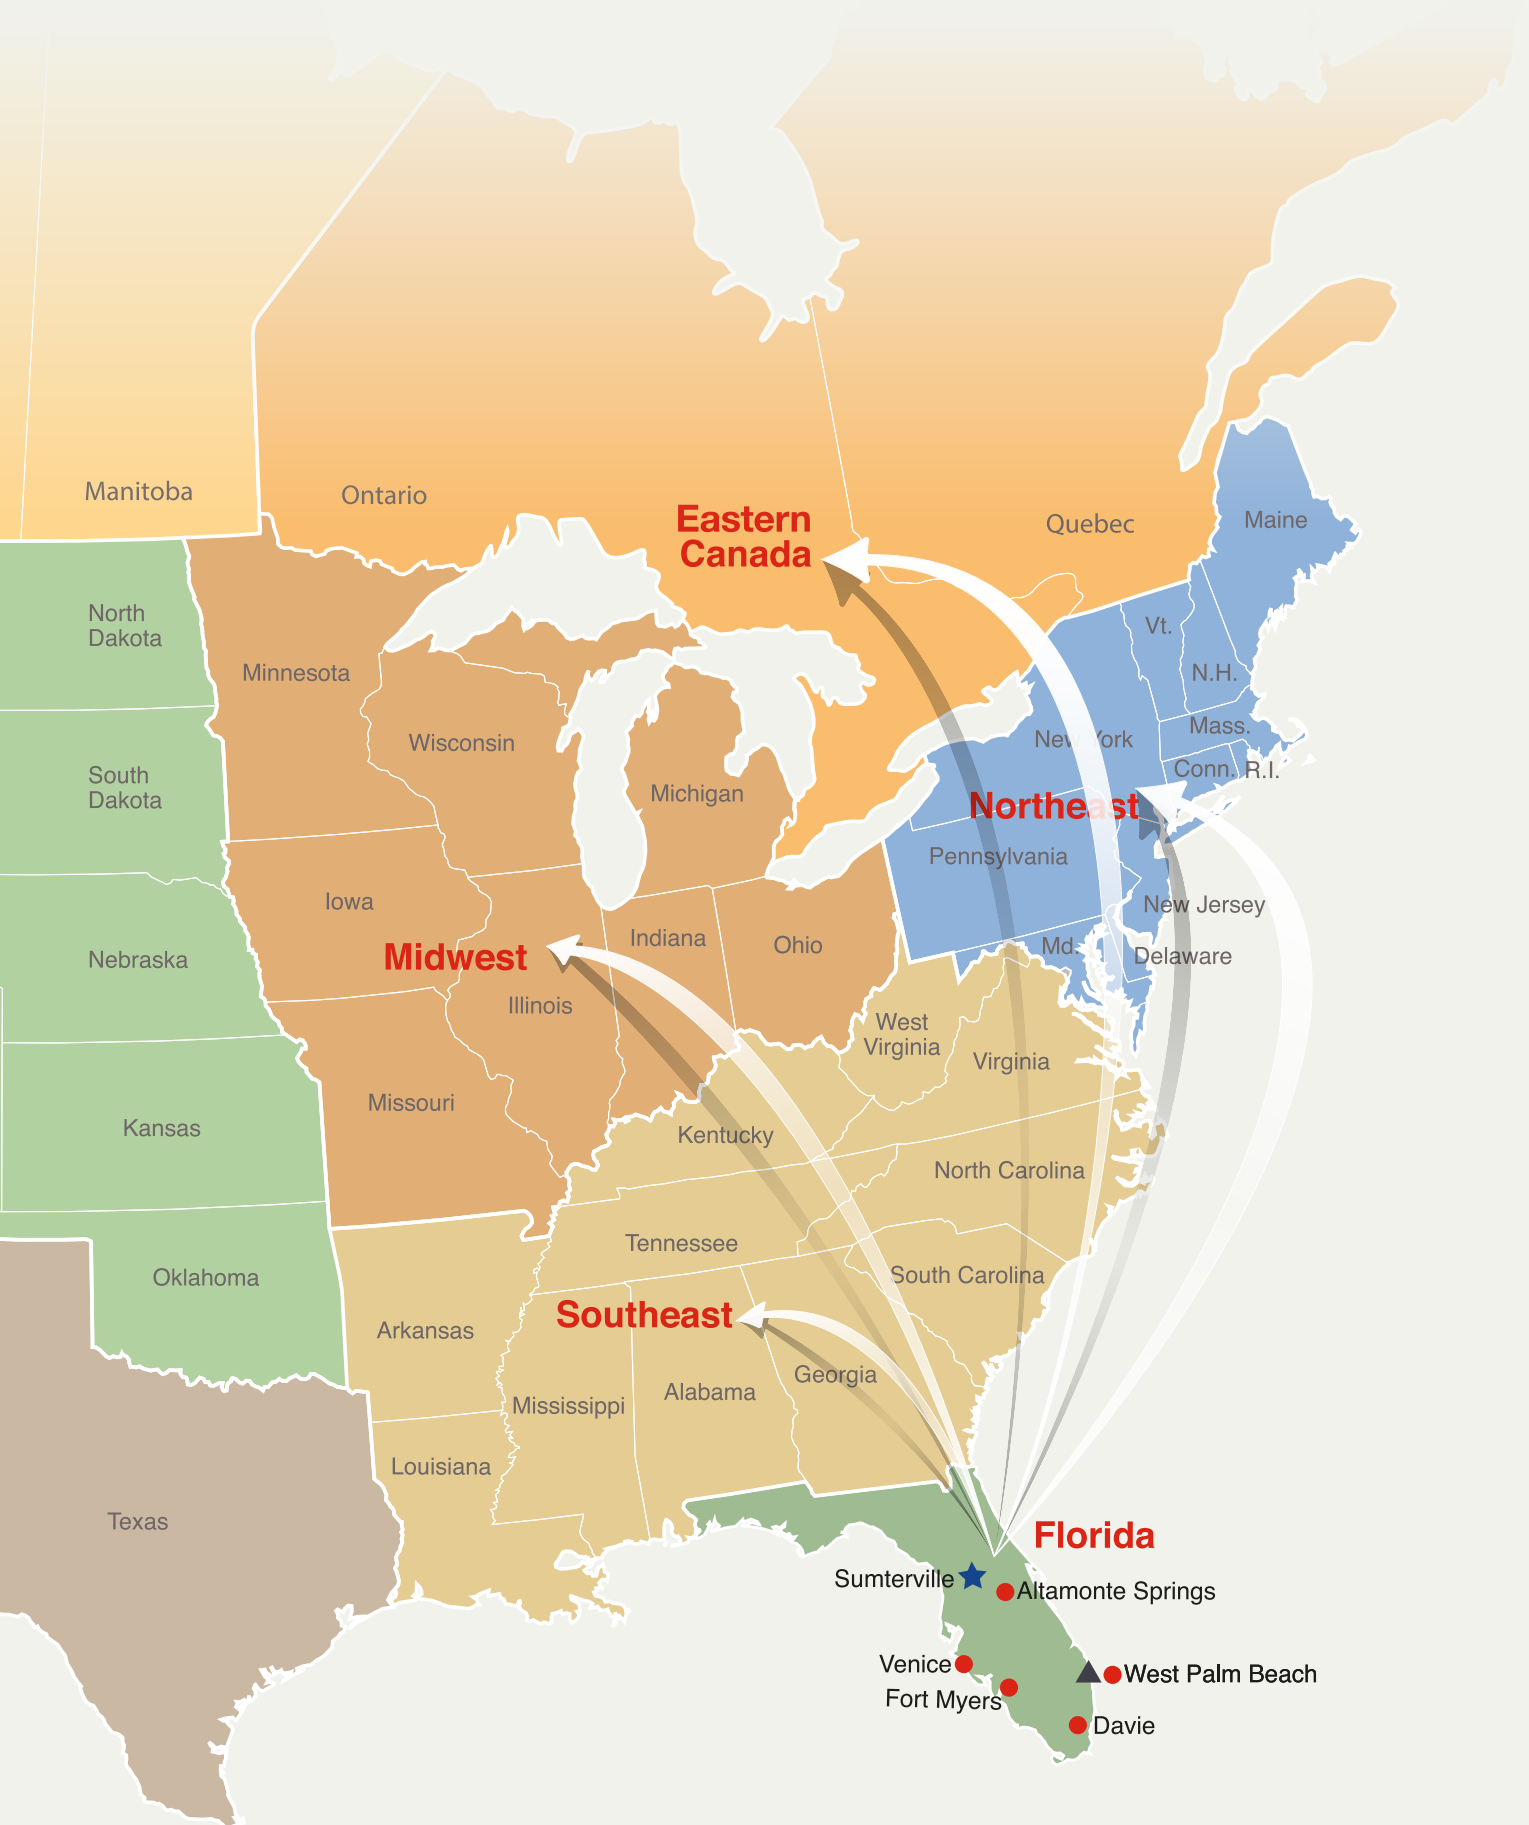 Manitoba
Ontario
Eastern
Canada
Quebec
Maine
North
Dakota
Minnesota
Vt.
N.H.
Wisconsin
New York
Mass.
South
Dakota
Michigan
Conn.
R.I.
Northeast
Pennsylvania
Iowa
New Jersey
Nebraska
Midwest
Indiana
Ohio
Md.
Delaware
Illinois
West
Virginia
Virginia
Missouri
Kansas
Kentucky
North Carolina
Tennessee
Oklahoma
South Carolina
Southeast
Arkansas
Georgia
Alabama
Mississippi
Louisiana
Texas
Florida
Sumterville
Altamonte Springs
Venice
West Palm Beach
Fort Myers
Davie